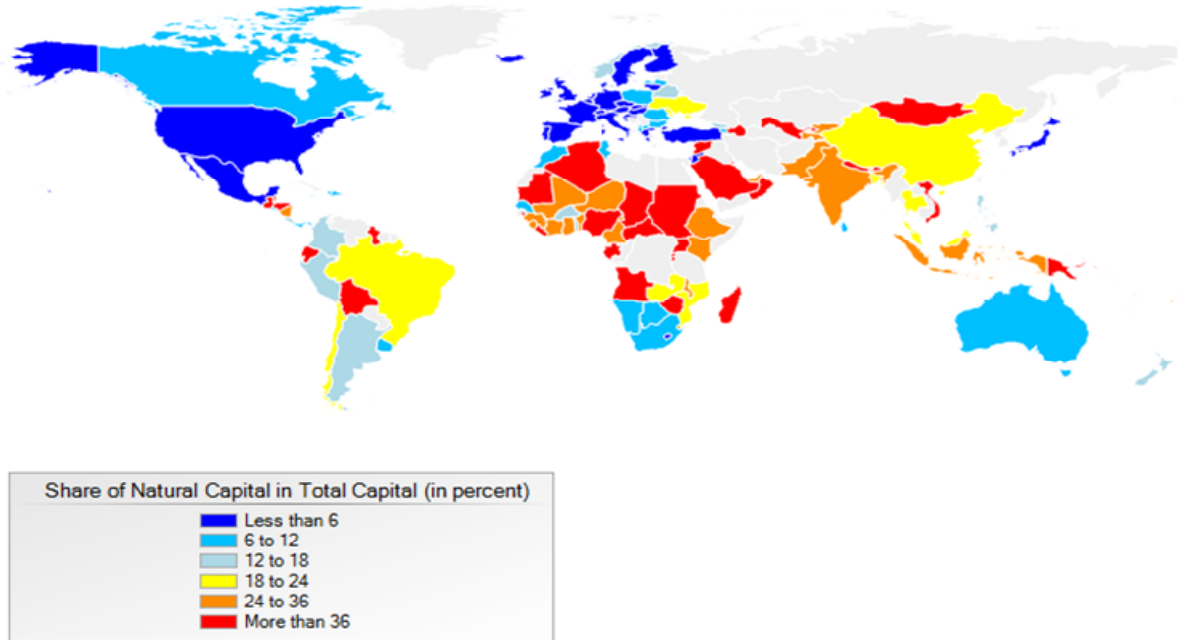 Share of Natural Capital in Total Capital (in percent)
Less than 6
6 to 12
12 to 18
18 to 24
24 to 36
More than 36